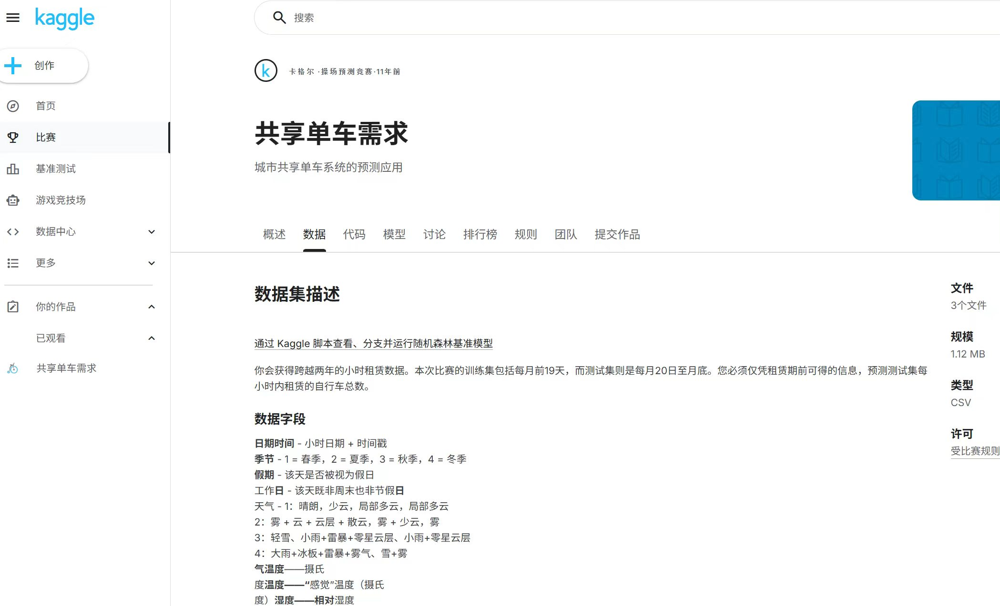 kaggle
搜索
创作
首页
比赛
基准测试
游戏竞技场
数据中心
更多
你的作品
已观看
共享单车需求
卡格尔 ·操场预测竞赛·11年前
共享单车需求
城市共享单车系统的预测应用
概述 数据 代码 模型 讨论 排行榜 规则 团队 提交作品
数据集描述
通过 Kaggle 脚本查看、分支并运行随机森林基准模型
你会获得跨越两年的小时租赁数据。本次比赛的训练集包括每月前19天，而测试集则是每月20日至月底。您必须仅凭租赁期前可得的信息，预测测试集每
小时内租赁的自行车总数。
数据字段
日期时间 - 小时日期 + 时间戳
季节 - 1 = 春季，2 = 夏季，3 = 秋季，4 = 冬季
假期 - 该天是否被视为假日
工作日 - 该天既非周末也非节假日
天气 - 1：晴朗，少云，局部多云，局部多云
2：雾 + 云 + 云层 + 散云，雾 + 少云，雾
3：轻雪、小雨+雷暴+零星云层、小雨+零星云层
4：大雨+冰板+雷暴+雾气、雪+雾
气温度——摄氏
度温度——“感觉”温度（摄氏
度）湿度——相对湿度
文件
3个文件
规模
1.12 MB
类型
CSV
许可
受比赛规则